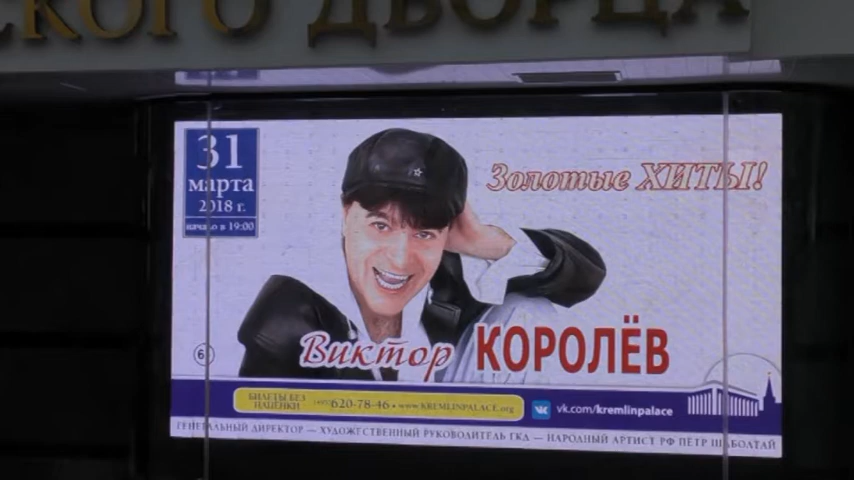 СКОГО ДВОРЦА
31
марта
2018 г.
начало в 19:00
Золотые ХИТЫ!
Виктор КОРОЛЁВ
6
БИЛЕТЫ БЕЗ
НАЦЕНКИ
(495)620-78-46 • www.KREMLINPALACE.org
vk.com/kremlinpalace
ГЕНЕРАЛЬНЫЙ ДИРЕКТОР — ХУДОЖЕСТВЕННЫЙ РУКОВОДИТЕЛЬ ГКД — НАРОДНЫЙ АРТИСТ РФ ПЁТР ШАБОЛТАЙ